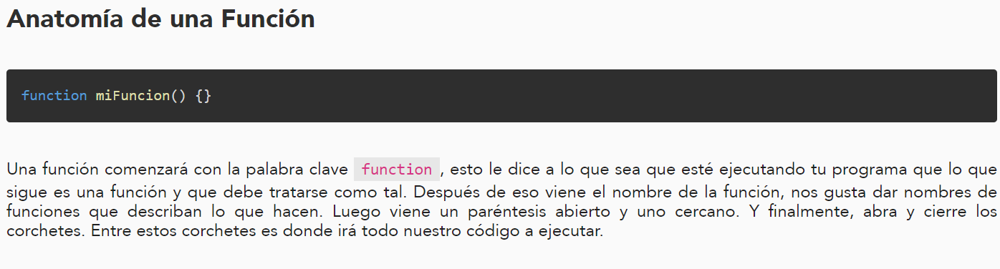 Anatomía de una Función
function miFuncion() {}
Una función comenzará con la palabra clave function , esto le dice a lo que sea que esté ejecutando tu programa que lo que
sigue es una función y que debe tratarse como tal. Después de eso viene el nombre de la función, nos gusta dar nombres de
funciones que describan lo que hacen. Luego viene un paréntesis abierto y uno cercano. Y finalmente, abra y cierre los
corchetes. Entre estos corchetes es donde irá todo nuestro código a ejecutar.